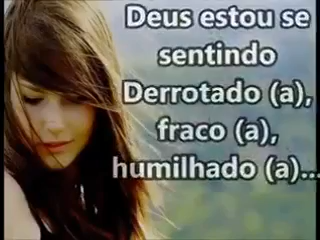 Deus estou se
sentindo
Derrotado (a),
fraco (a),
humilhado (a)...